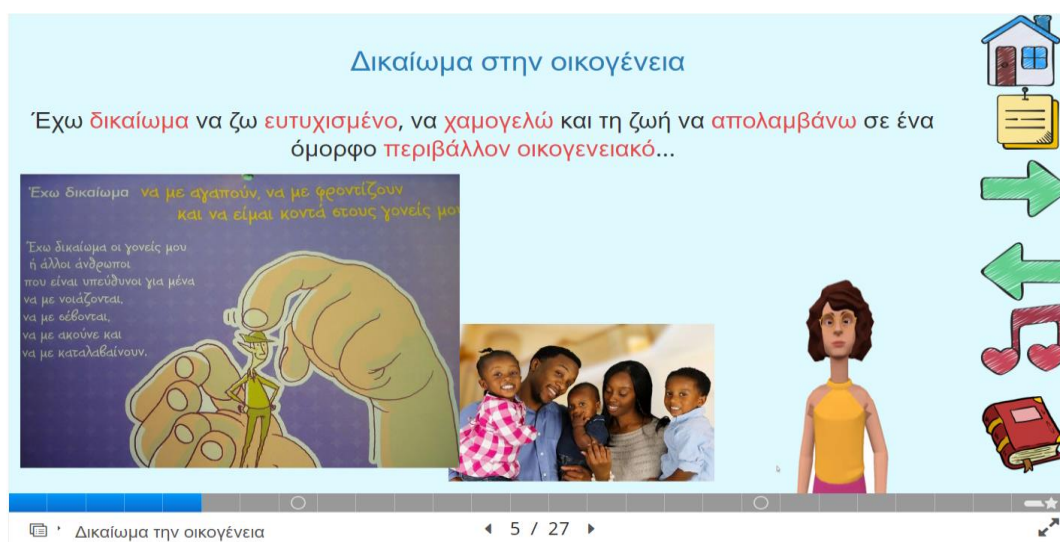 Δικαίωμα στην οικογένεια
Έχω δικαίωμα να ζω ευτυχισμένο, να χαμογελώ και τη ζωή να απολαμβάνω σε ένα
όμορφο περιβάλλον οικογενειακό...
Έχω δικαίωμα να με αγαπούν, να με φροντίζουν
και να είμαι κοντά στους γονείς μου
Έχω δικαίωμα οι γονείς μου
ή άλλοι άνθρωποι
που είναι υπεύθυνοι για μένα
να με νοιάζονται,
να με σέβονται,
να με ακούνε και
να με καταλαβαίνουν.
Δικαίωμα την οικογένεια
5 / 27